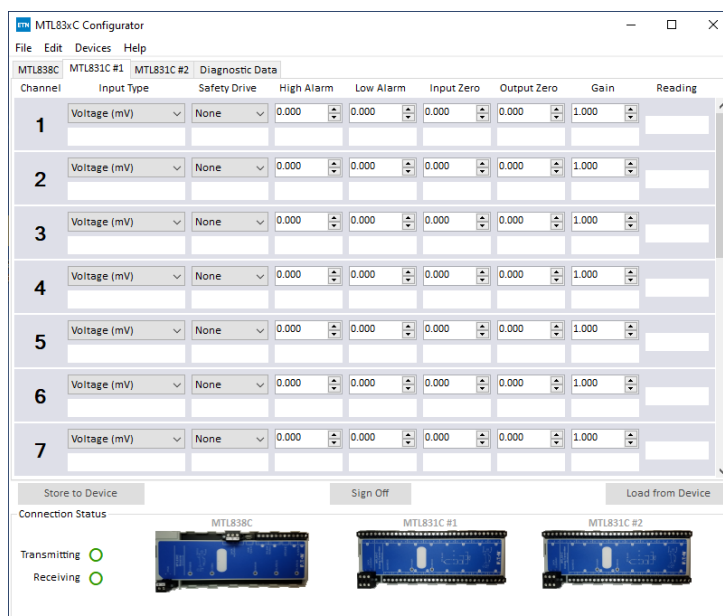 ETN MTL83xC Configurator
File Edit Devices Help
MTL838C MTL831C #1 MTL831C #2 Diagnostic Data
Channel Input Type Safety Drive High Alarm Low Alarm Input Zero Output Zero Gain Reading
1 Voltage (mV) None 0.000 0.000 0.000 0.000 1.000
2 Voltage (mV) None 0.000 0.000 0.000 0.000 1.000
3 Voltage (mV) None 0.000 0.000 0.000 0.000 1.000
4 Voltage (mV) None 0.000 0.000 0.000 0.000 1.000
5 Voltage (mV) None 0.000 0.000 0.000 0.000 1.000
6 Voltage (mV) None 0.000 0.000 0.000 0.000 1.000
7 Voltage (mV) None 0.000 0.000 0.000 0.000 1.000
Store to Device Sign Off Load from Device
Connection Status
MTL838C MTL831C #1 MTL831C #2
Transmitting
Receiving